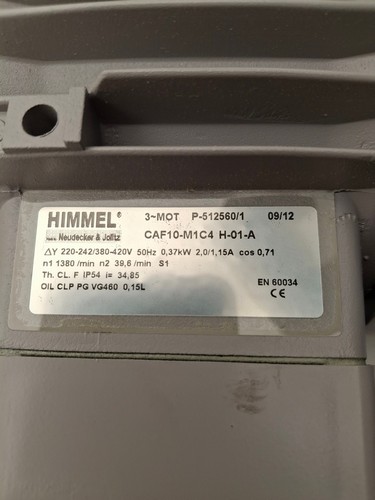 HIMMEL® 3~MOT P-512560/1 09/12
Neudecker & Jolitz CAF10-M1C4 H-01-A
ΔY 220-242/380-420V 50Hz 0,37kW 2,0/1,15A cos 0,71
n1 1380 /min n2 39,6 /min S1
Th. CL. F IP54 i= 34,85 EN 60034
OIL CLP PG VG460 0,15L CE